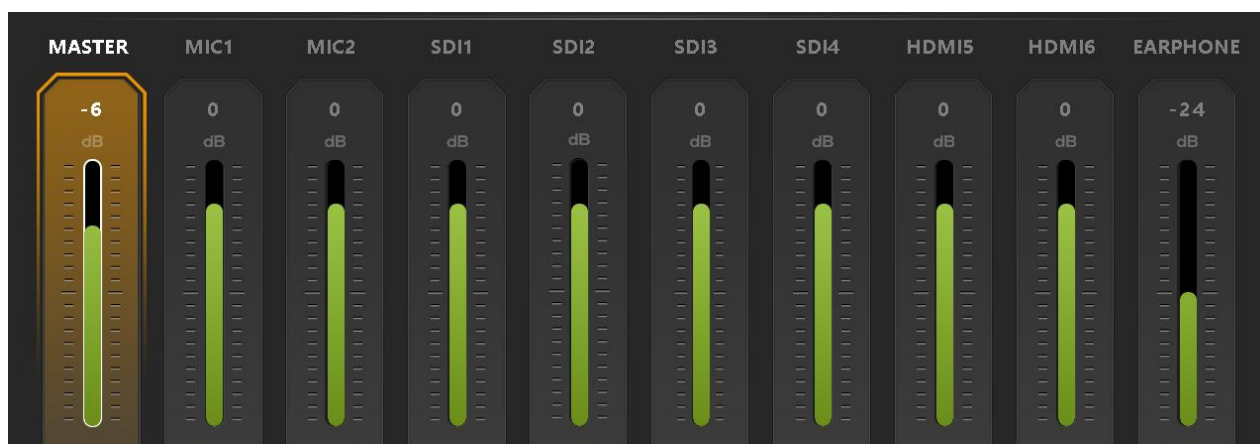 MASTER MIC1 MIC2 SDI1 SDI2 SDI3 SDI4 HDMI5 HDMI6 EARPHONE
-6 0 0 0 0 0 0 0 0 -24
dB dB dB dB dB dB dB dB dB dB